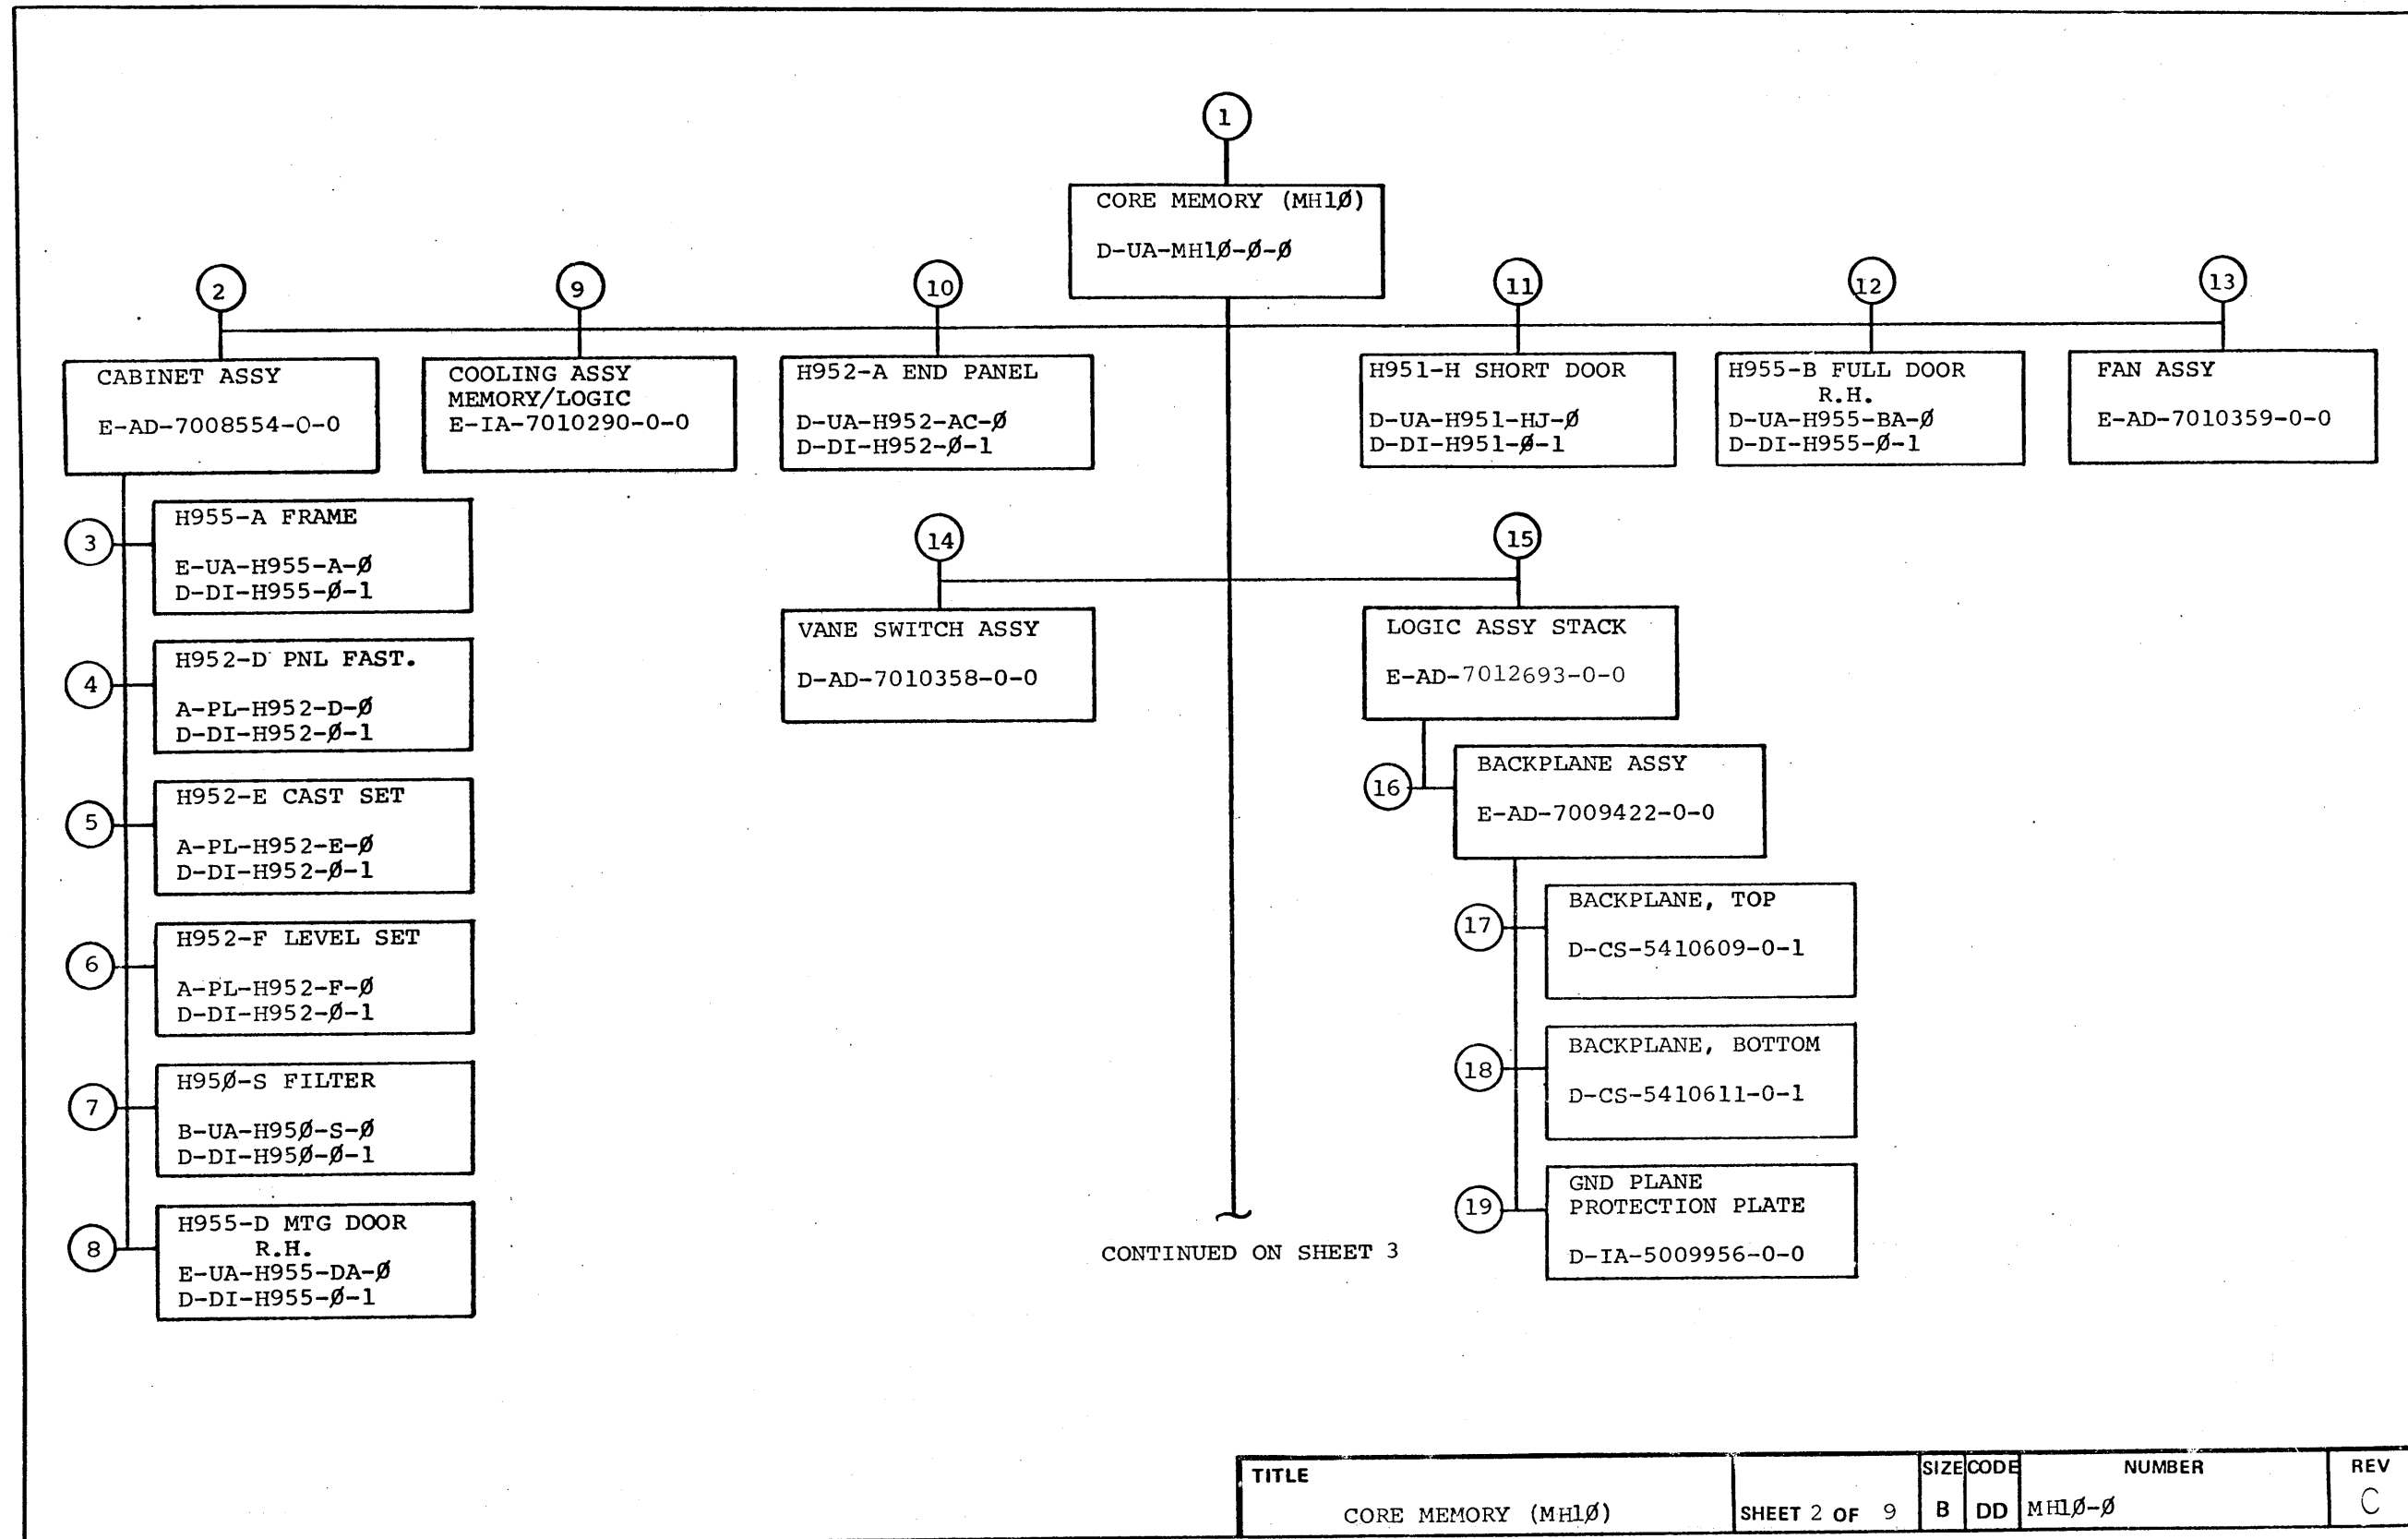 1
CORE MEMORY (MH1Ø)
D-UA-MH1Ø-Ø-Ø
2
CABINET ASSY
E-AD-7008554-0-0
9
COOLING ASSY
MEMORY/LOGIC
E-IA-7010290-0-0
10
H952-A END PANEL
D-UA-H952-AC-Ø
D-DI-H952-Ø-1
11
H951-H SHORT DOOR
D-UA-H951-HJ-Ø
D-DI-H951-Ø-1
12
H955-B FULL DOOR
R.H.
D-UA-H955-BA-Ø
D-DI-H955-Ø-1
13
FAN ASSY
E-AD-7010359-0-0
3
H955-A FRAME
E-UA-H955-A-Ø
D-DI-H955-Ø-1
4
H952-D PNL FAST.
A-PL-H952-D-Ø
D-DI-H952-Ø-1
5
H952-E CAST SET
A-PL-H952-E-Ø
D-DI-H952-Ø-1
6
H952-F LEVEL SET
A-PL-H952-F-Ø
D-DI-H952-Ø-1
7
H95Ø-S FILTER
B-UA-H95Ø-S-Ø
D-DI-H95Ø-Ø-1
8
H955-D MTG DOOR
R.H.
E-UA-H955-DA-Ø
D-DI-H955-Ø-1
14
VANE SWITCH ASSY
D-AD-7010358-0-0
15
LOGIC ASSY STACK
E-AD-7012693-0-0
16
BACKPLANE ASSY
E-AD-7009422-0-0
17
BACKPLANE, TOP
D-CS-5410609-0-1
18
BACKPLANE, BOTTOM
D-CS-5410611-0-1
19
GND PLANE
PROTECTION PLATE
D-IA-5009956-0-0
CONTINUED ON SHEET 3
TITLE
CORE MEMORY (MH1Ø)
SHEET 2 OF 9
SIZE
B
CODE
DD
NUMBER
MH1Ø-Ø
REV
C